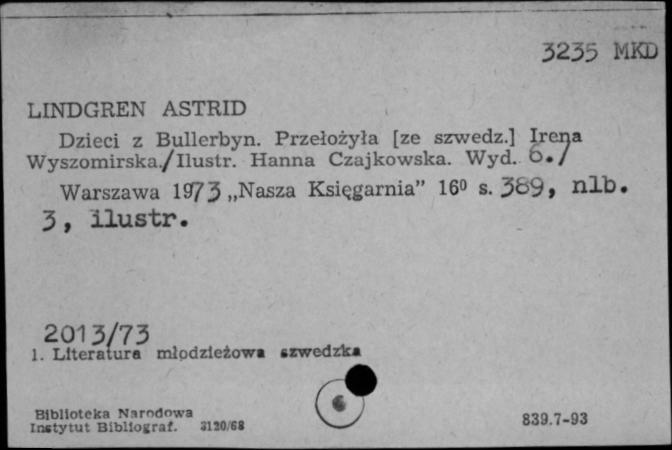 3235 MKD
LINDGREN ASTRID
Dzieci z Bullerbyn. Przełożyła [ze szwedz.] Irena
Wyszomirska./Ilustr. Hanna Czajkowska. Wyd. 6./
Warszawa 1973 „Nasza Księgarnia” 16⁰ s. 389, nlb.
3, ilustr.
2013/73
1. Literatura młodzieżowa szwedzka
Biblioteka Narodowa
Instytut Bibliograf. 3120/68
839.7-93